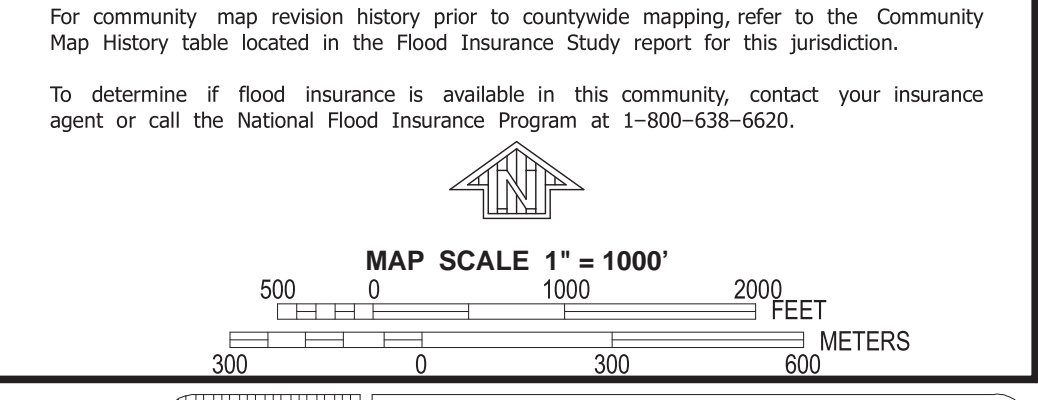 For community map revision history prior to countywide mapping, refer to the Community
Map History table located in the Flood Insurance Study report for this jurisdiction.
To determine if flood insurance is available in this community, contact your insurance
agent or call the National Flood Insurance Program at 1–800–638–6620.
N
MAP SCALE 1" = 1000’
500 0 1000 2000
FEET
METERS
300 0 300 600